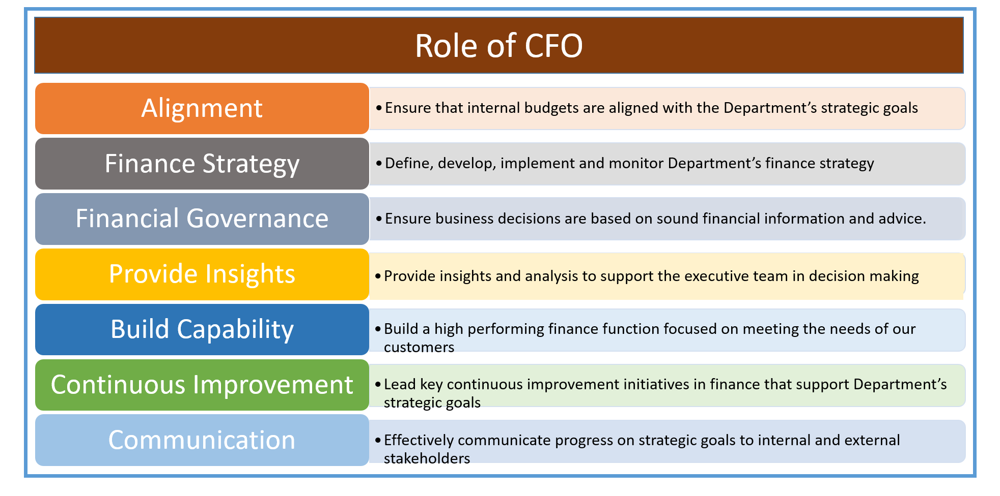 Role of CFO
Alignment
•Ensure that internal budgets are aligned with the Department’s strategic goals
Finance Strategy
•Define, develop, implement and monitor Department’s finance strategy
Financial Governance
•Ensure business decisions are based on sound financial information and advice.
Provide Insights
•Provide insights and analysis to support the executive team in decision making
Build Capability
•Build a high performing finance function focused on meeting the needs of our
customers
Continuous Improvement
•Lead key continuous improvement initiatives in finance that support Department’s
strategic goals
Communication
•Effectively communicate progress on strategic goals to internal and external
stakeholders